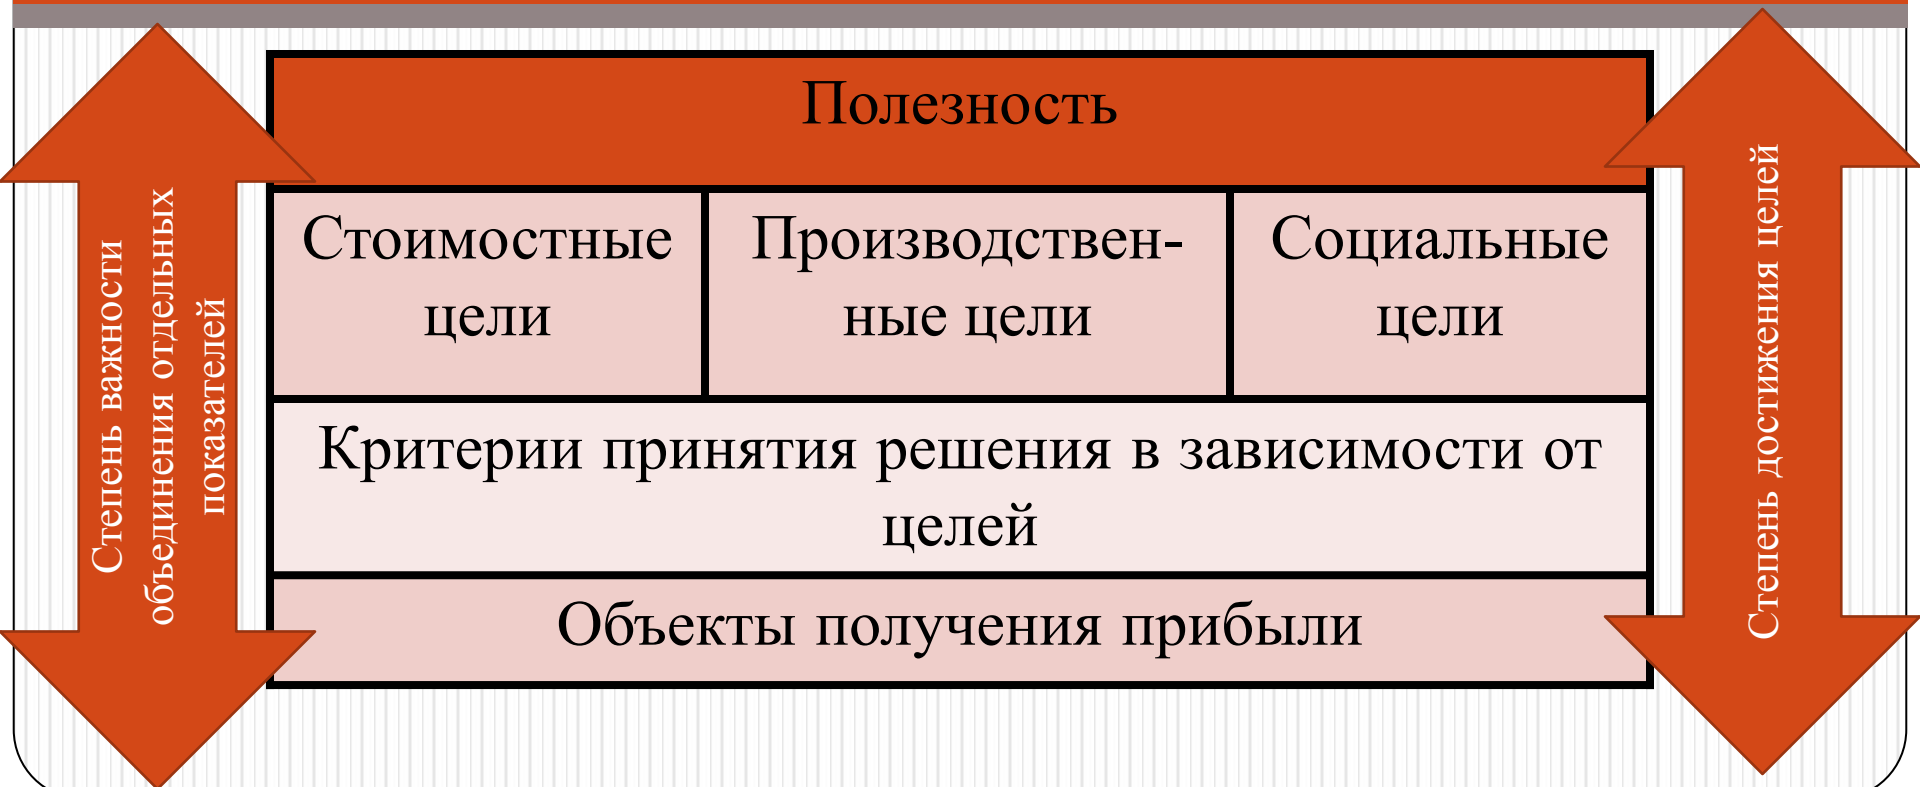 Степень важности
объединения отдельных
показателей
Полезность
Стоимостные
цели
Производствен-
ные цели
Социальные
цели
Критерии принятия решения в зависимости от
целей
Объекты получения прибыли
Степень достижения целей